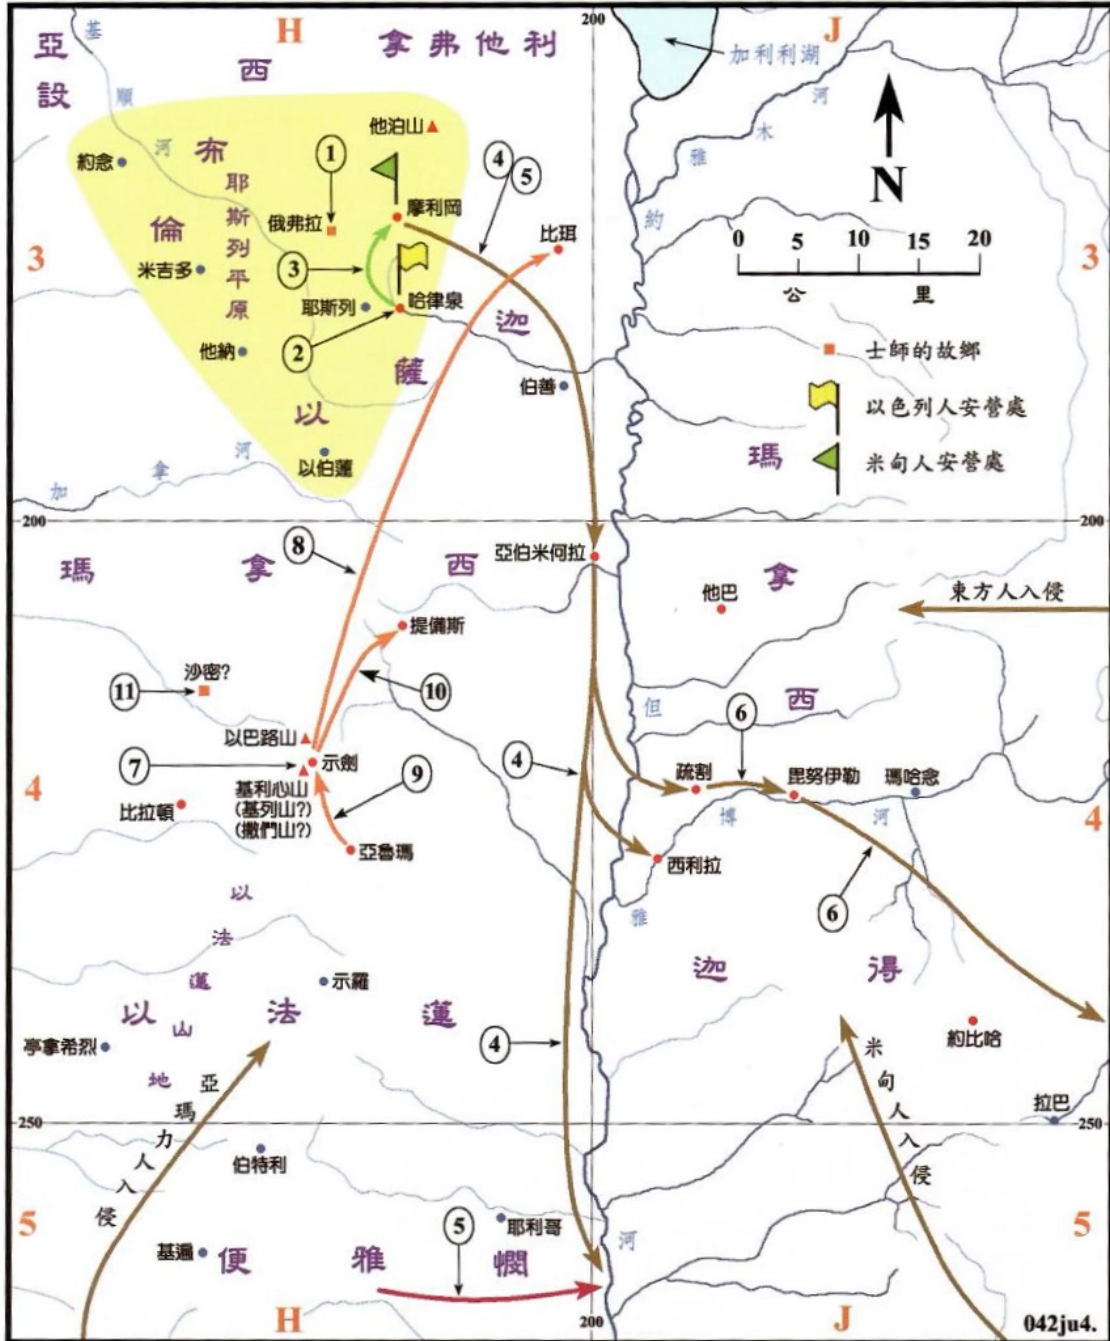 H
200
J
亞設
基順河
西布倫
拿弗他利
加利利湖
雅木河
N
他泊山
約念
1
4
5
耶斯列平原
俄弗拉
摩利岡
比珥
約但河
3
3
米吉多
3
耶斯列
哈律泉
0 5 10 20
公里
士師的故鄉
以薩迦
他納
2
伯善
以色列人安營處
以伯蓮
米甸人安營處
加拿河
200
200
瑪拿西
8
亞伯米何拉
瑪拿西
他巴
東方人入侵
提備斯
沙密?
11
10
以巴路山
示劍
7
9
4
6
疏割
毘努伊勒
瑪哈念
4
4
比拉頓
基利心山
(基列山?)
(撒們山?)
亞魯瑪
雅博河
西利拉
6
以法蓮山地
示羅
迦得
以法蓮
亭拿希烈
4
約比哈
亞瑪力人入侵
米甸人入侵
拉巴
250
250
伯特利
5
5
耶利哥
5
基遍
便雅憫
H
200
J
042ju4.